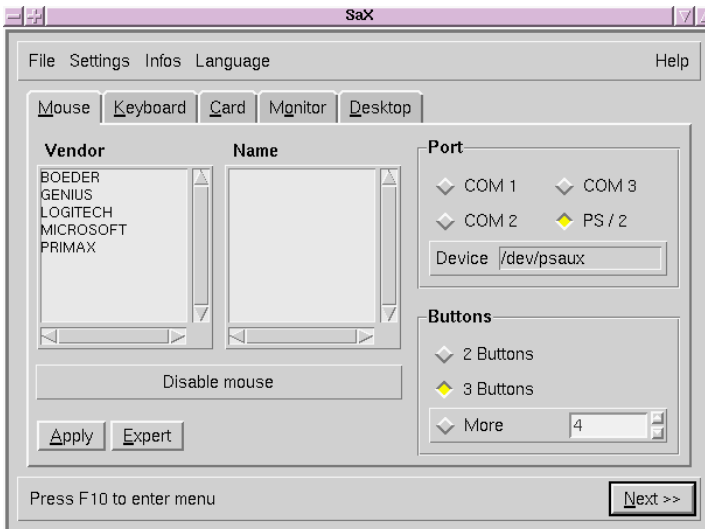 SaX
File Settings Infos Language Help
Mouse Keyboard Card Monitor Desktop
Vendor
BOEDER
GENIUS
LOGITECH
MICROSOFT
PRIMAX
Name
Disable mouse
Apply Expert
Port
COM 1 COM 3
COM 2 PS / 2
Device /dev/psaux
Buttons
2 Buttons
3 Buttons
More 4
Press F10 to enter menu
Next >>